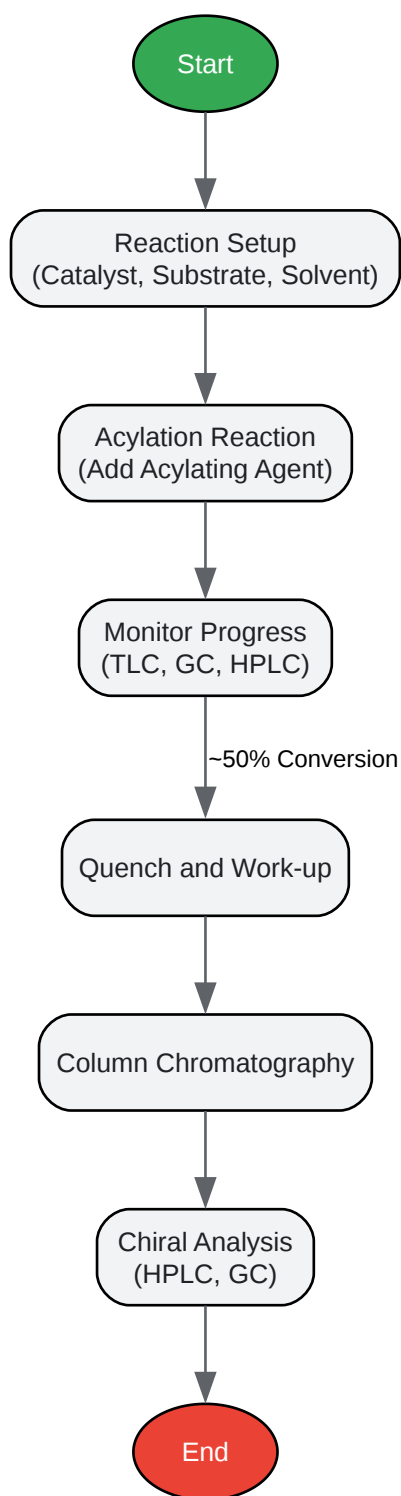 Start
Reaction Setup
(Catalyst, Substrate, Solvent)
Acylation Reaction
(Add Acylating Agent)
Monitor Progress
(TLC, GC, HPLC)
~50% Conversion
Quench and Work-up
Column Chromatography
Chiral Analysis
(HPLC, GC)
End